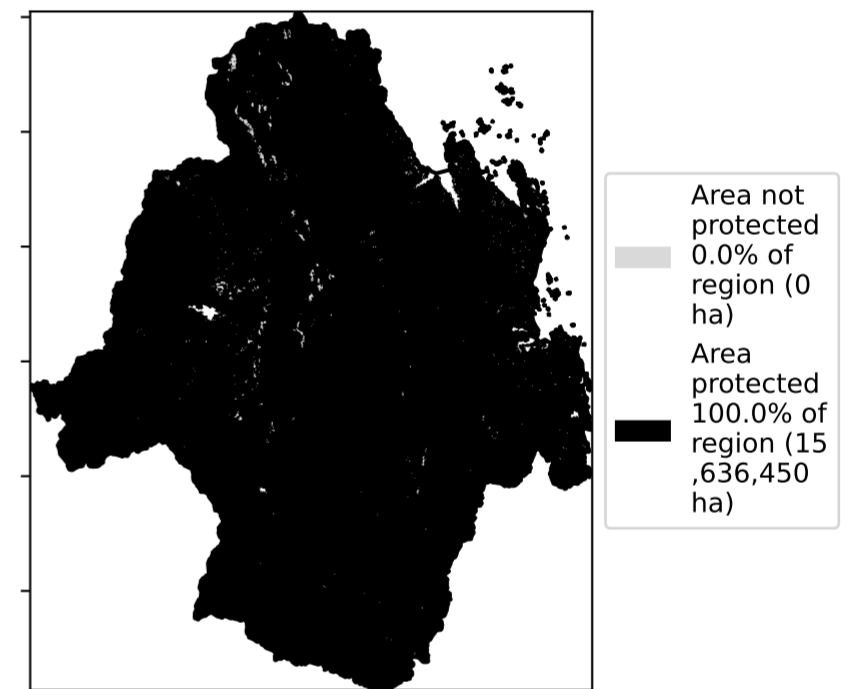 Area not
protected
0.0% of
region (0
ha)
Area
protected
100.0% of
region (15
,636,450
ha)